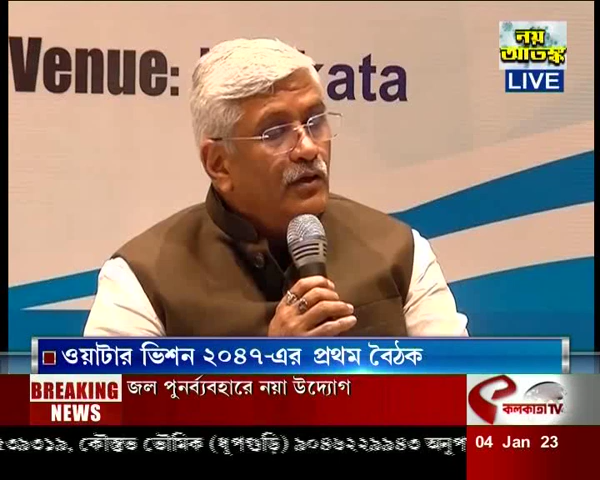 Venue: kata
নয়
আতঙ্ক
LIVE
ওয়াটার ভিশন ২০৪৭-এর প্রথম বৈঠক
BREAKING
NEWS
জল পুনর্ব্যবহারে নয়া উদ্যোগ
কলকাতা TV
৫৩৯৩১৯, কৌস্তভ ভৌমিক (ধূপগুড়ি) ৯০৪৬২২৯৯৪৩ অনুপ
04 Jan 23